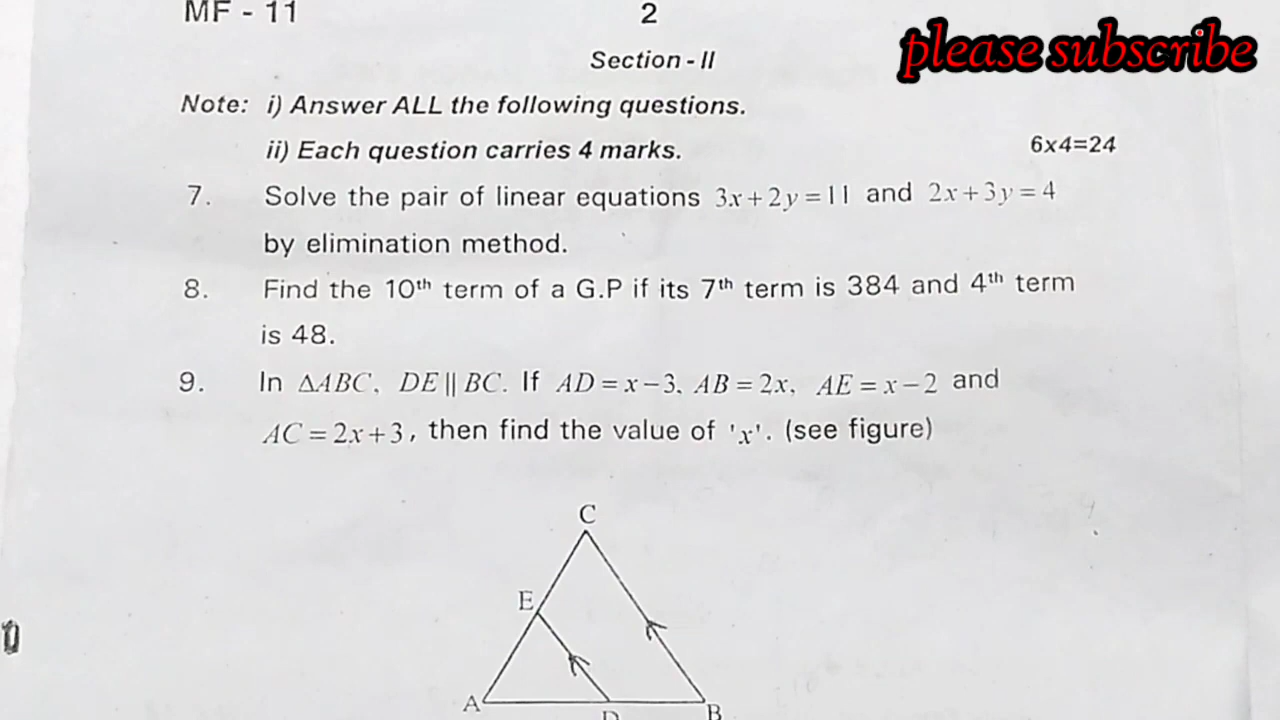 MF - 11
2
please subscribe
Section - II
Note: i) Answer ALL the following questions.
ii) Each question carries 4 marks.
6x4=24
7. Solve the pair of linear equations 3x+2y=11 and 2x+3y=4
by elimination method.
8. Find the 10th term of a G.P if its 7th term is 384 and 4th term
is 48.
9. In ΔABC, DE || BC. If AD = x−3, AB = 2x, AE = x−2 and
AC = 2x+3, then find the value of 'x'. (see figure)
C
E
A
D
B